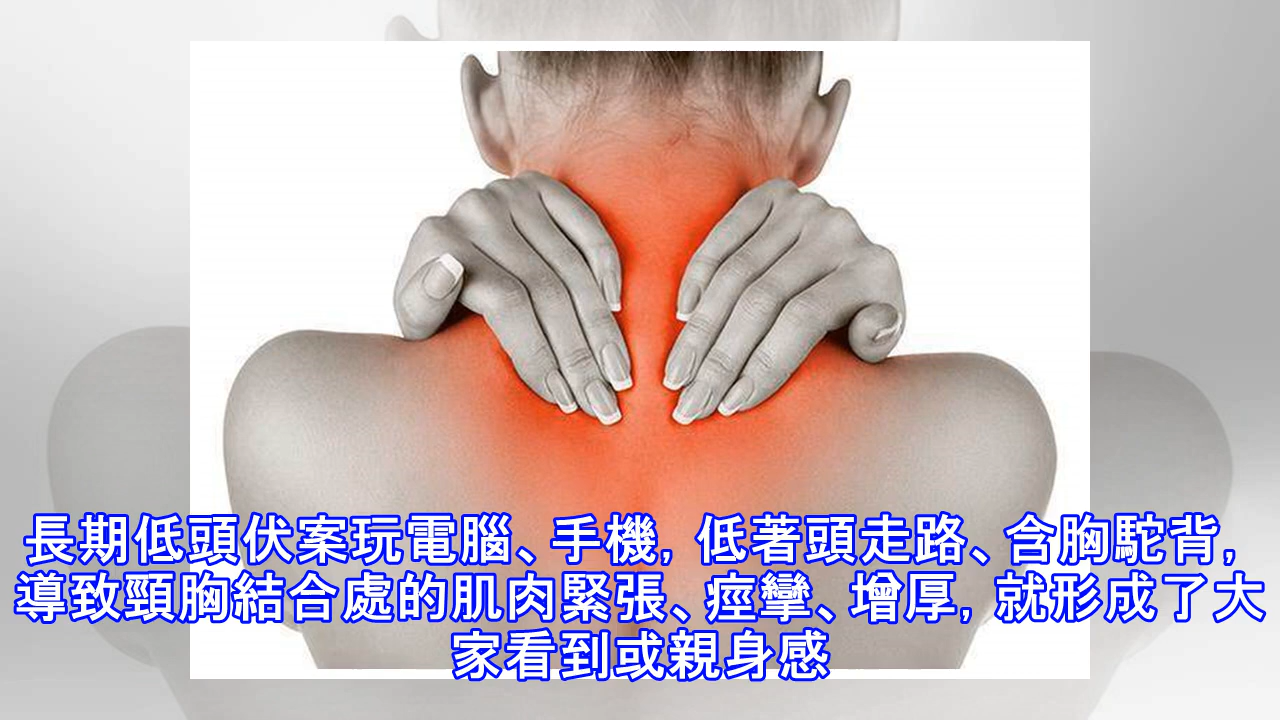 長期低頭伏案玩電腦、手機, 低著頭走路、含胸駝背,
導致頸胸結合處的肌肉緊張、痙攣、增厚, 就形成了大
家看到或親身感